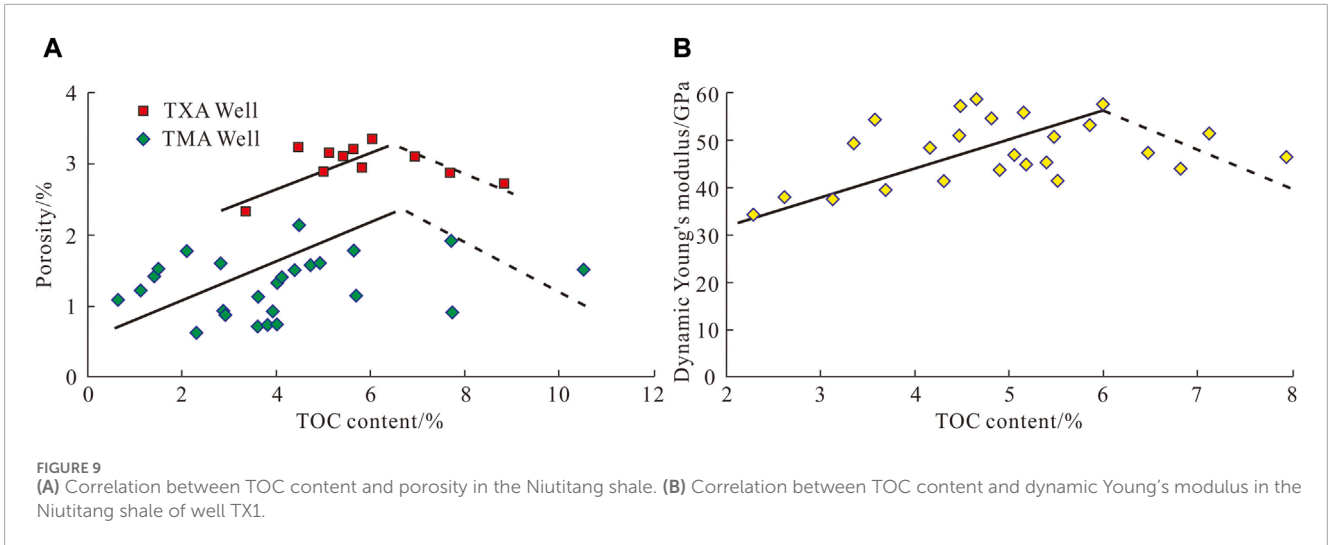 A
B
Porosity/%
4
3
2
1
0
TXA Well
TMA Well
0 2 4 6 8 10 12
TOC content/%
Dynamic Young's modulus/GPa
60
50
40
30
20
10
0
2 3 4 5 6 7 8
TOC content/%
FIGURE 9
(A) Correlation between TOC content and porosity in the Niutitang shale. (B) Correlation between TOC content and dynamic Young's modulus in the
Niutitang shale of well TX1.